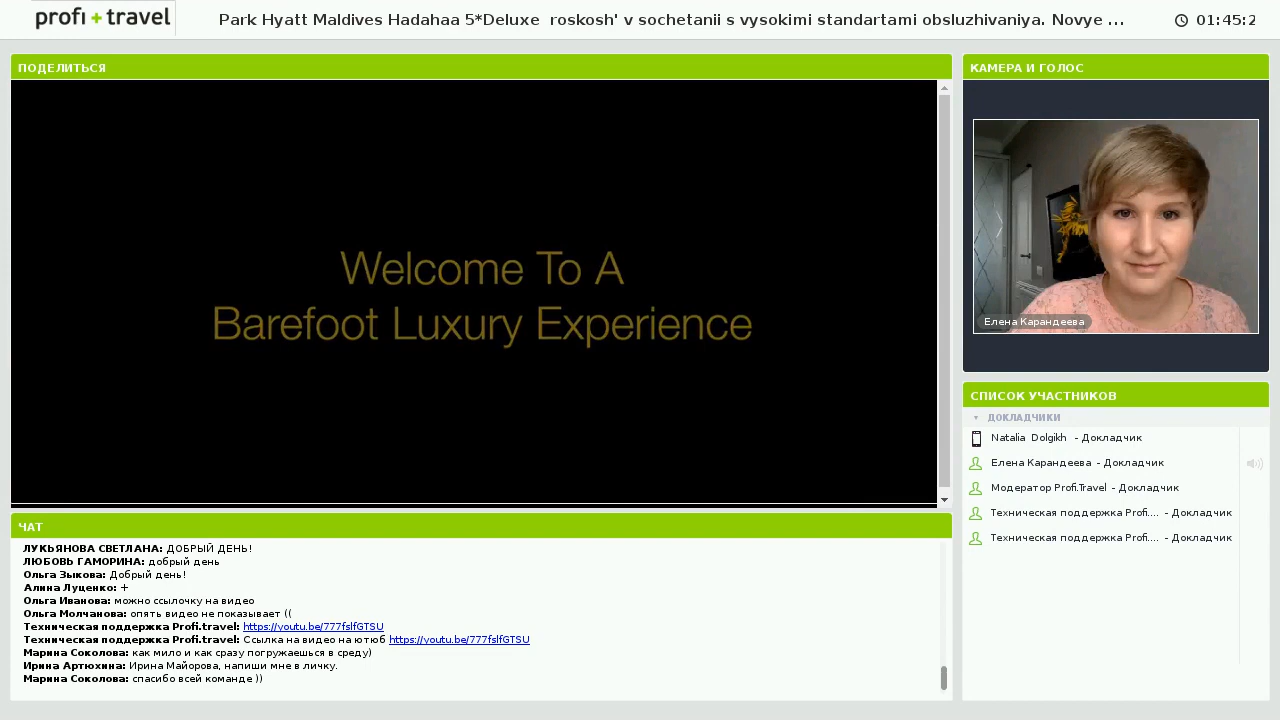 profi + travel
Park Hyatt Maldives Hadahaa 5*Deluxe roskosh' v sochetanii s vysokimi standartami obsluzhivaniya. Novye ...
01:45:2
ПОДЕЛИТЬСЯ
Welcome To A
Barefoot Luxury Experience
КАМЕРА И ГОЛОС
Елена Карандеева
СПИСОК УЧАСТНИКОВ
ДОКЛАДЧИКИ
Natalia Dolgikh - Докладчик
Елена Карандеева - Докладчик
Модератор Profi.Travel - Докладчик
Техническая поддержка Profi.... - Докладчик
Техническая поддержка Profi.... - Докладчик
ЧАТ
ЛУКЬЯНОВА СВЕТЛАНА: ДОБРЫЙ ДЕНЬ!
ЛЮБОВЬ ГАМОРИНА: добрый день
Ольга Зыкова: Добрый день!
Алина Луценко: +
Ольга Иванова: можно ссылочку на видео
Ольга Молчанова: опять видео не показывает ((
Техническая поддержка Profi.travel: https://youtu.be/777fslfGTSU
Техническая поддержка Profi.travel: Ссылка на видео на ютюб https://youtu.be/777fslfGTSU
Марина Соколова: как мило и как сразу погружаешься в среду)
Ирина Артюхина: Ирина Майорова, напиши мне в личку.
Марина Соколова: спасибо всей команде ))